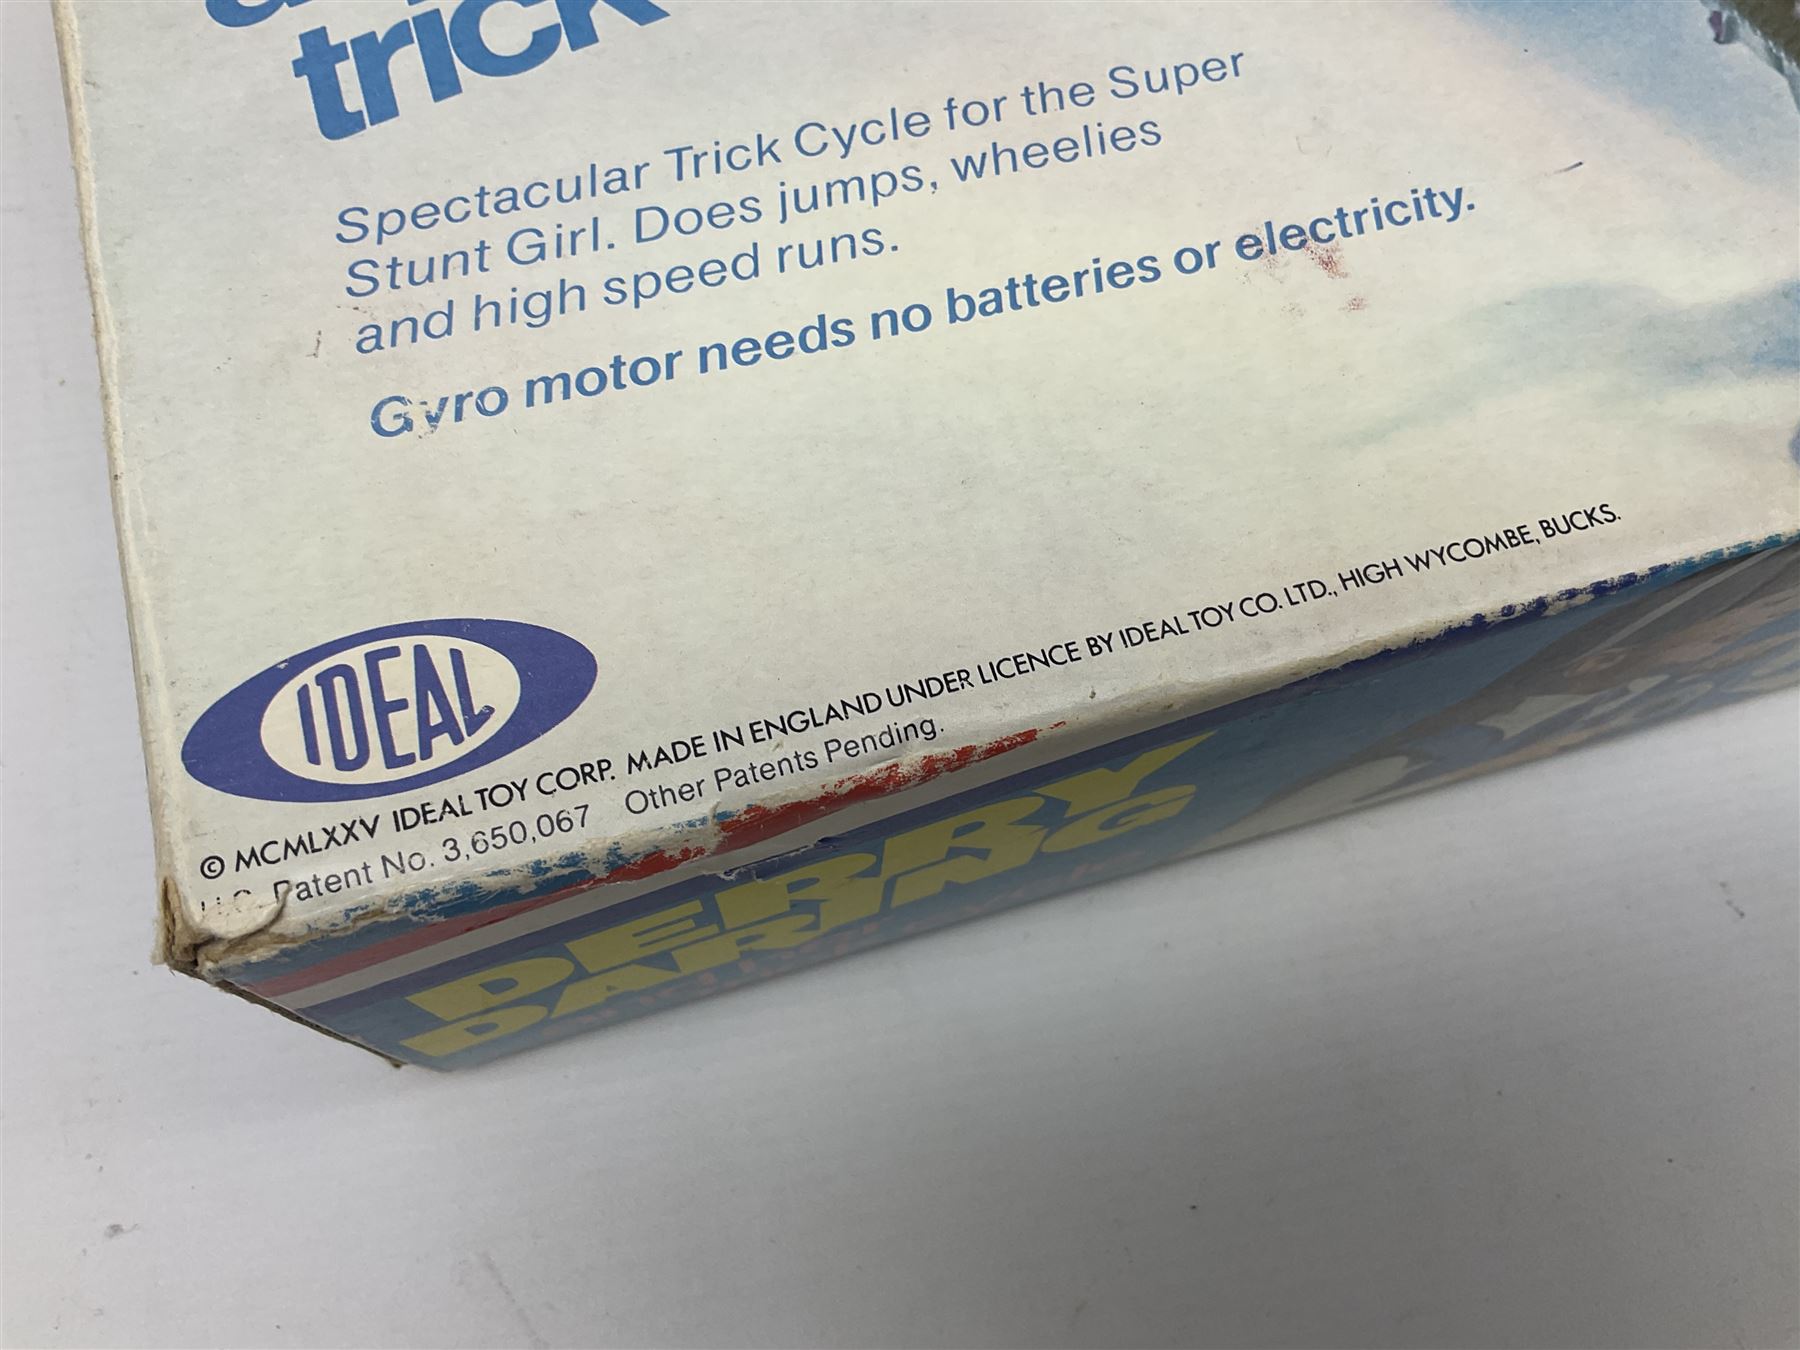 trick
Spectacular Trick Cycle for the Super
Stunt Girl. Does jumps, wheelies
and high speed runs.
Gyro motor needs no batteries or electricity.
IDEAL
© MCMLXXV IDEAL TOY CORP. MADE IN ENGLAND UNDER LICENCE BY IDEAL TOY CO. LTD., HIGH WYCOMBE, BUCKS.
Patent No. 3,650,067 Other Patents Pending.
DERRY
DARING